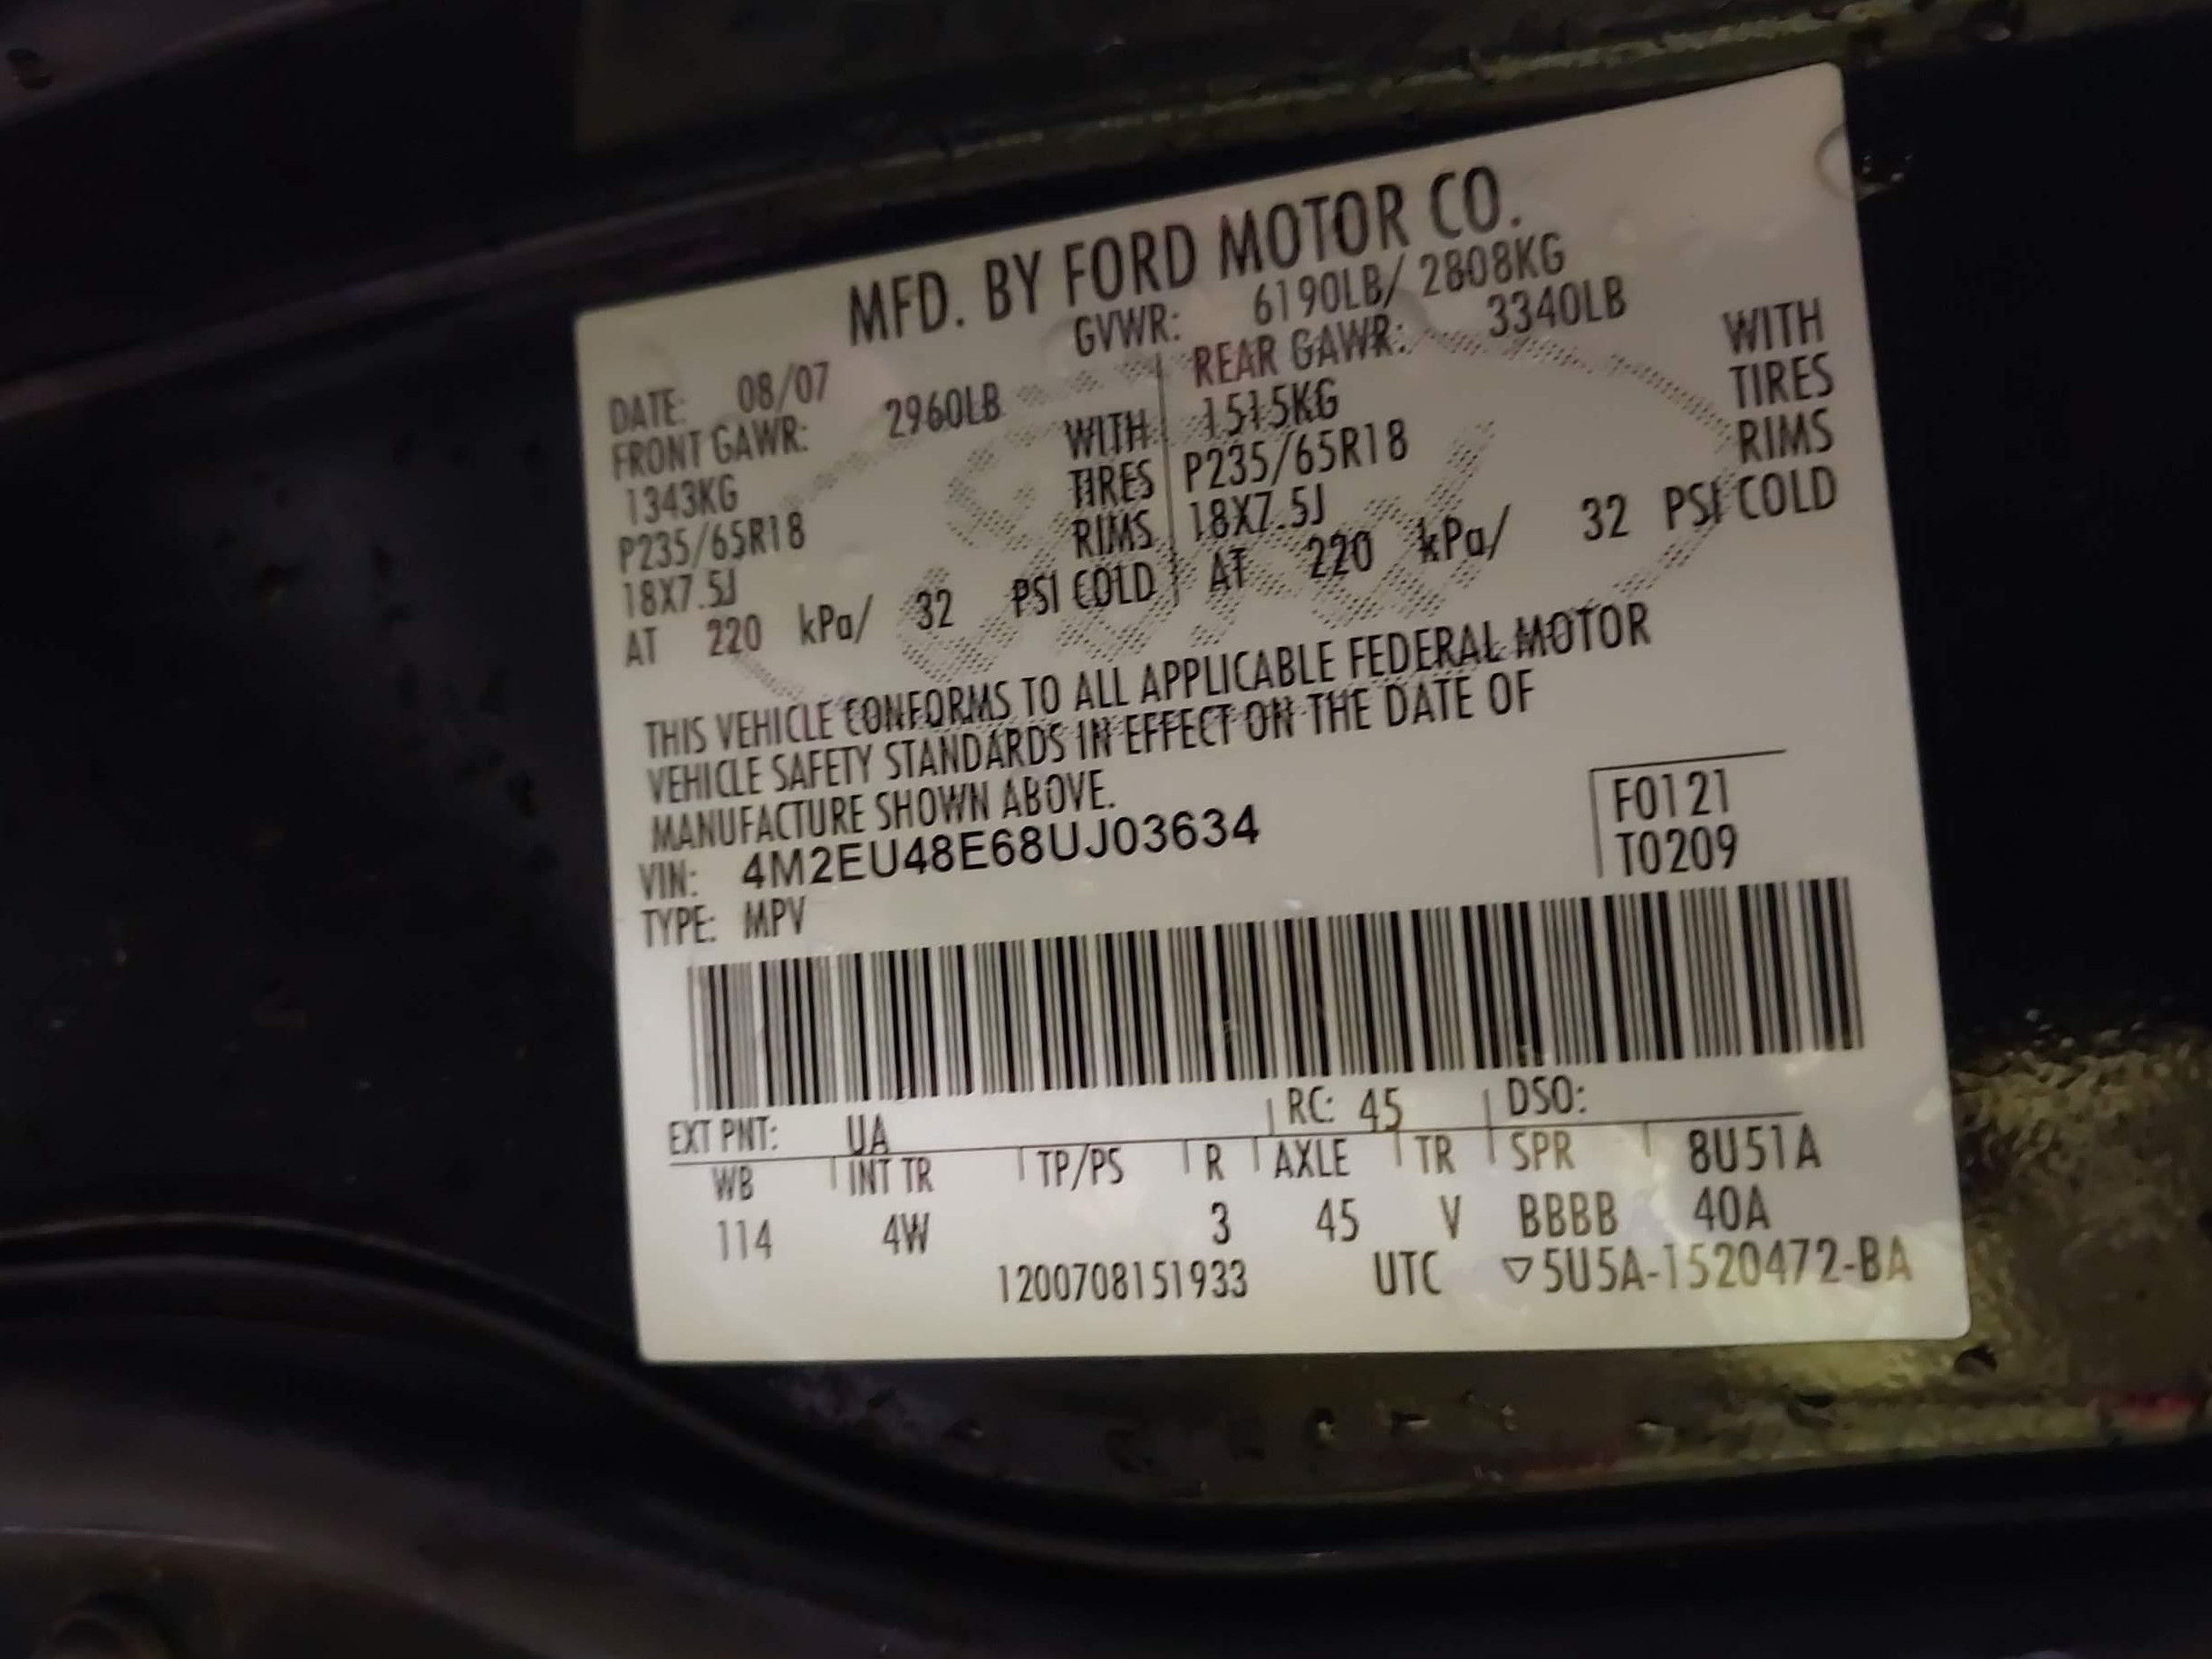 MFD. BY FORD MOTOR CO.
DATE: 08/07 GVWR: 6190LB/ 2808KG
FRONT GAWR: 2960LB REAR GAWR: 3340LB
1343KG WITH 1515KG WITH
P235/65R18 TIRES P235/65R18 TIRES
18X7.5J RIMS 18X7.5J RIMS
AT 220 kPa/ 32 PSI COLD AT 220 kPa/ 32 PSI COLD
THIS VEHICLE CONFORMS TO ALL APPLICABLE FEDERAL MOTOR
VEHICLE SAFETY STANDARDS IN EFFECT ON THE DATE OF
MANUFACTURE SHOWN ABOVE.
VIN: 4M2EU48E68UJ03634 F0121
TYPE: MPV T0209
EXT PNT: UA RC: 45 DSO:
WB INT TR TP/PS R AXLE TR SPR 8U51A
114 4W 3 45 V BBBB 40A
1200708151933 UTC ▽5U5A-1520472-BA